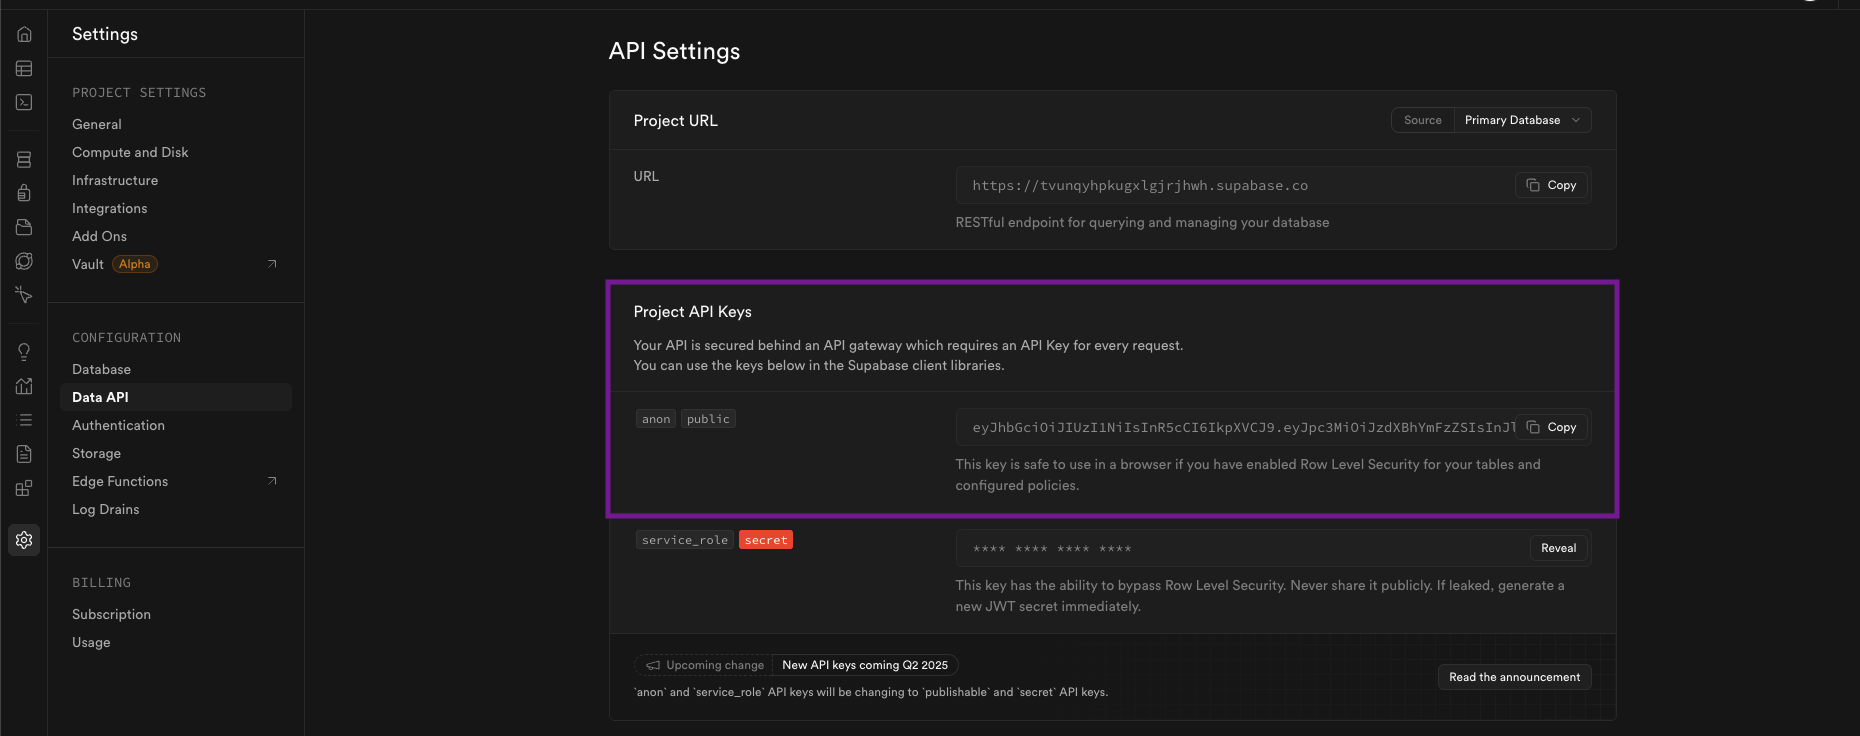 Settings
PROJECT SETTINGS
General
Compute and Disk
Infrastructure
Integrations
Add Ons
Vault Alpha
CONFIGURATION
Database
Data API
Authentication
Storage
Edge Functions
Log Drains
BILLING
Subscription
Usage
API Settings
Project URL
Source Primary Database
URL
https://tvunqyhpkugxlgjrjhwh.supabase.co
Copy
RESTful endpoint for querying and managing your database
Project API Keys
Your API is secured behind an API gateway which requires an API Key for every request.
You can use the keys below in the Supabase client libraries.
anon public
eyJhbGciOiJIUzI1NiIsInR5cCI6IkpXVCJ9.eyJpc3MiOiJzdXBhYmFzZSIsInJl
Copy
This key is safe to use in a browser if you have enabled Row Level Security for your tables and
configured policies.
service_role secret
**** **** **** ****
Reveal
This key has the ability to bypass Row Level Security. Never share it publicly. If leaked, generate a
new JWT secret immediately.
Upcoming change New API keys coming Q2 2025
`anon` and `service_role` API keys will be changing to `publishable` and `secret` API keys.
Read the announcement